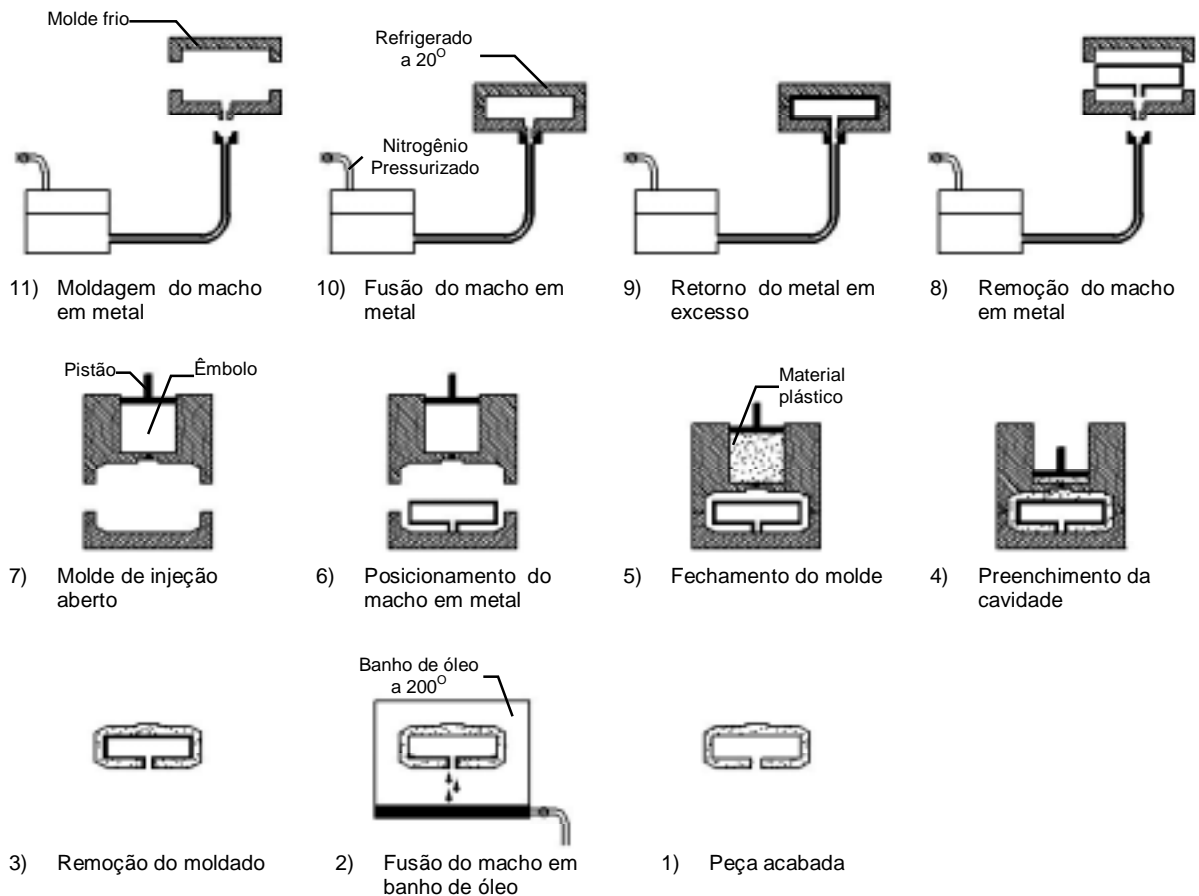 Molde frio
Refrigerado
a 20°
Nitrogênio
Pressurizado
11) Moldagem do macho
em metal
10) Fusão do macho em
metal
9) Retorno do metal em
excesso
8) Remoção do macho
em metal
Pistão
Êmbolo
Material
plástico
7) Molde de injeção
aberto
6) Posicionamento do
macho em metal
5) Fechamento do molde
4) Preenchimento da
cavidade
Banho de óleo
a 200°
3) Remoção do moldado
2) Fusão do macho em
banho de óleo
1) Peça acabada